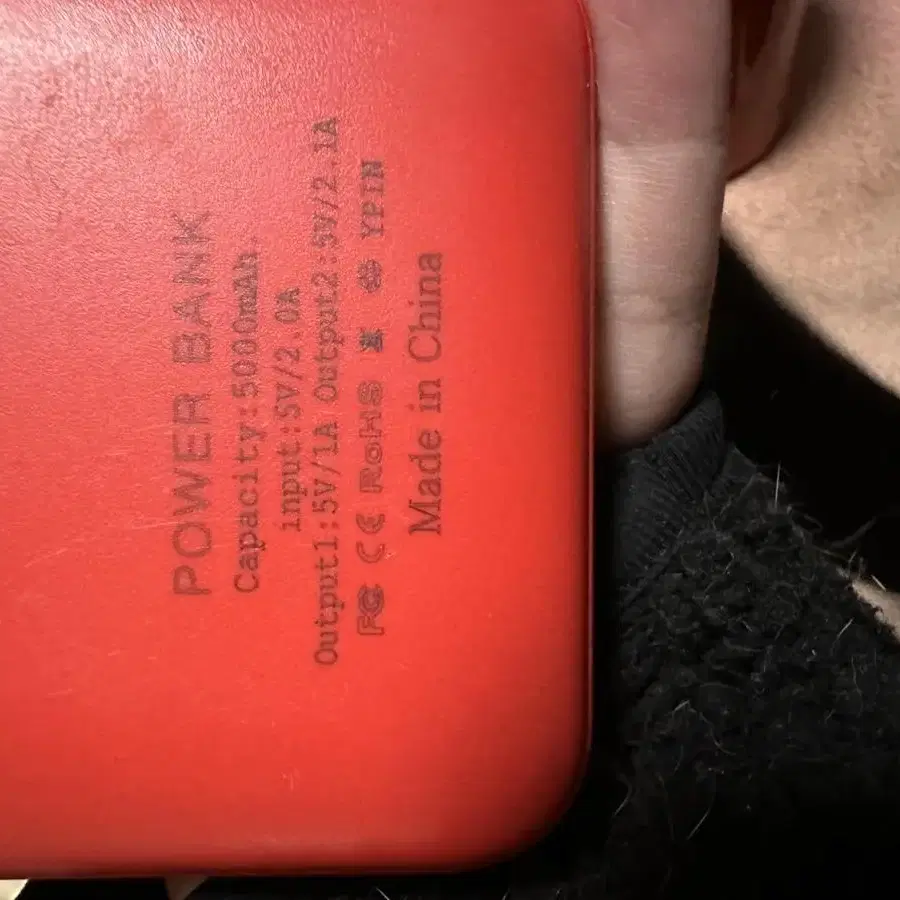 POWER BANK
Capacity:5000mAh.
input:5V/2.0A
Output1:5V/1A Output2:5V/2.1A
FC CE RoHS YPIN
Made in China